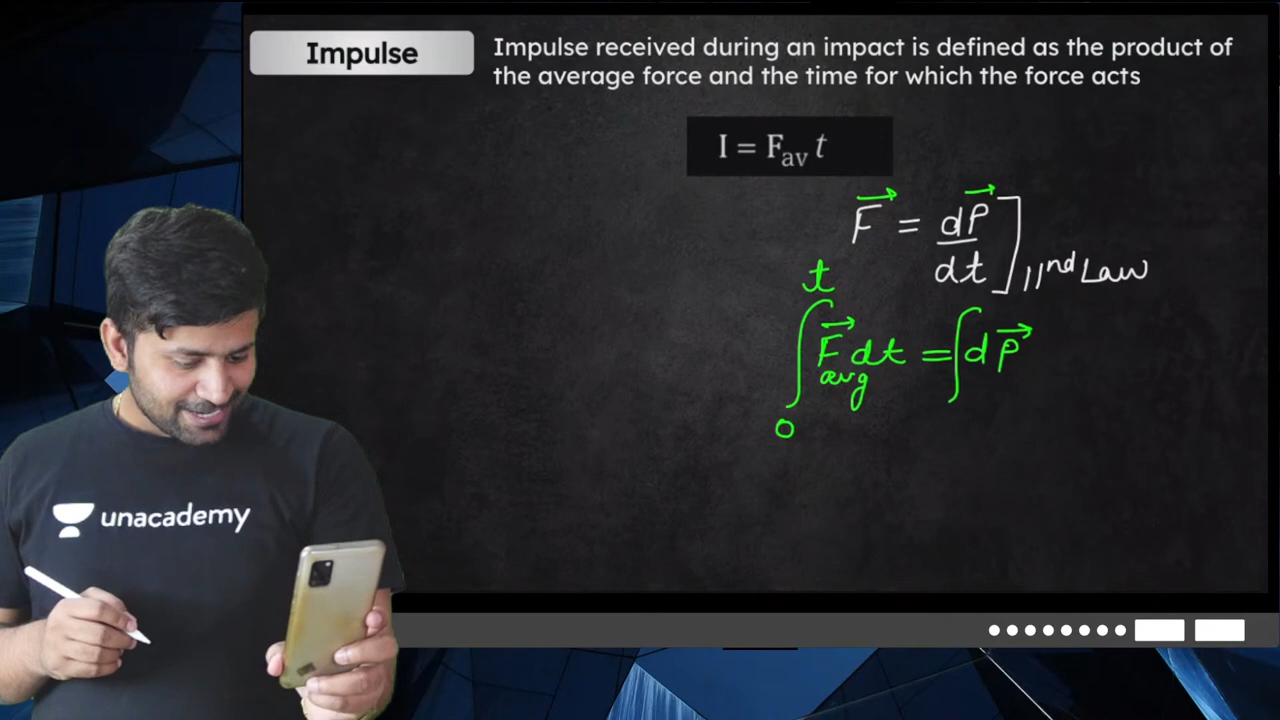 Impulse
Impulse received during an impact is defined as the product of
the average force and the time for which the force acts
I = Fav t
F⃗ = dP⃗/dt ] IInd Law
∫₀ᵗ F⃗avg dt = ∫ dP⃗
unacademy